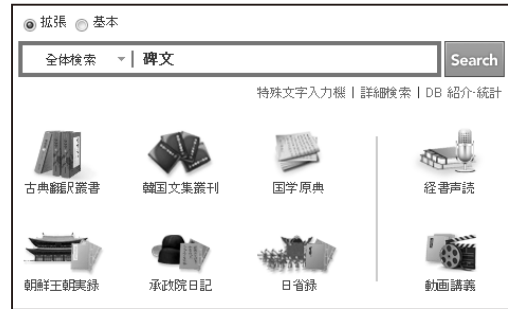 拡張 基本
全体検索 碑文 Search
特殊文字入力機 | 詳細検索 | DB 紹介·統計
古典翻訳叢書 韓国文集叢刊 国学原典 経書声読
朝鮮王朝実録 承政院日記 日省録 動画講義